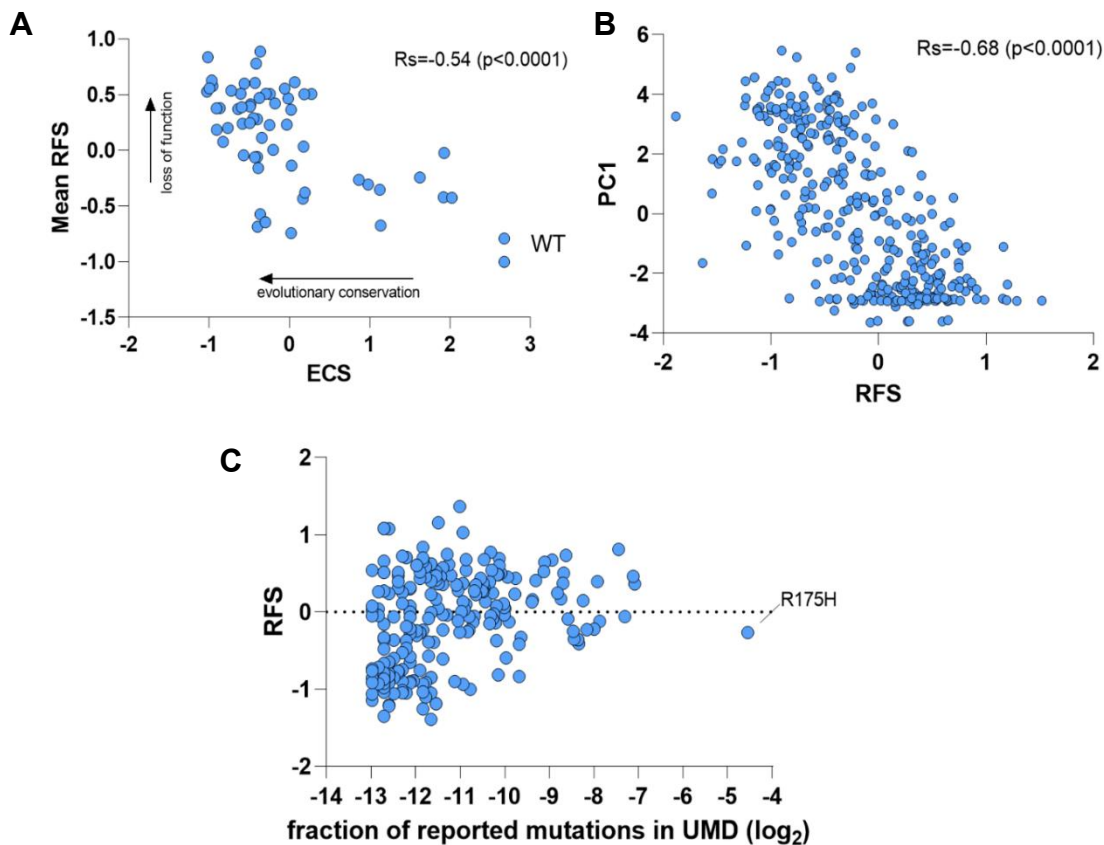 A
Rs=-0.54 (p<0.0001)
Mean RFS
loss of function
1.0
0.5
0.0
-0.5
-1.0
-1.5
WT
evolutionary conservation
-2 -1 0 1 2 3
ECS
B
Rs=-0.68 (p<0.0001)
PC1
6
4
2
0
-2
-4
-2 -1 0 1 2
RFS
C
RFS
2
1
0
-1
-2
R175H
-14 -13 -12 -11 -10 -9 -8 -7 -6 -5 -4
fraction of reported mutations in UMD (log₂)